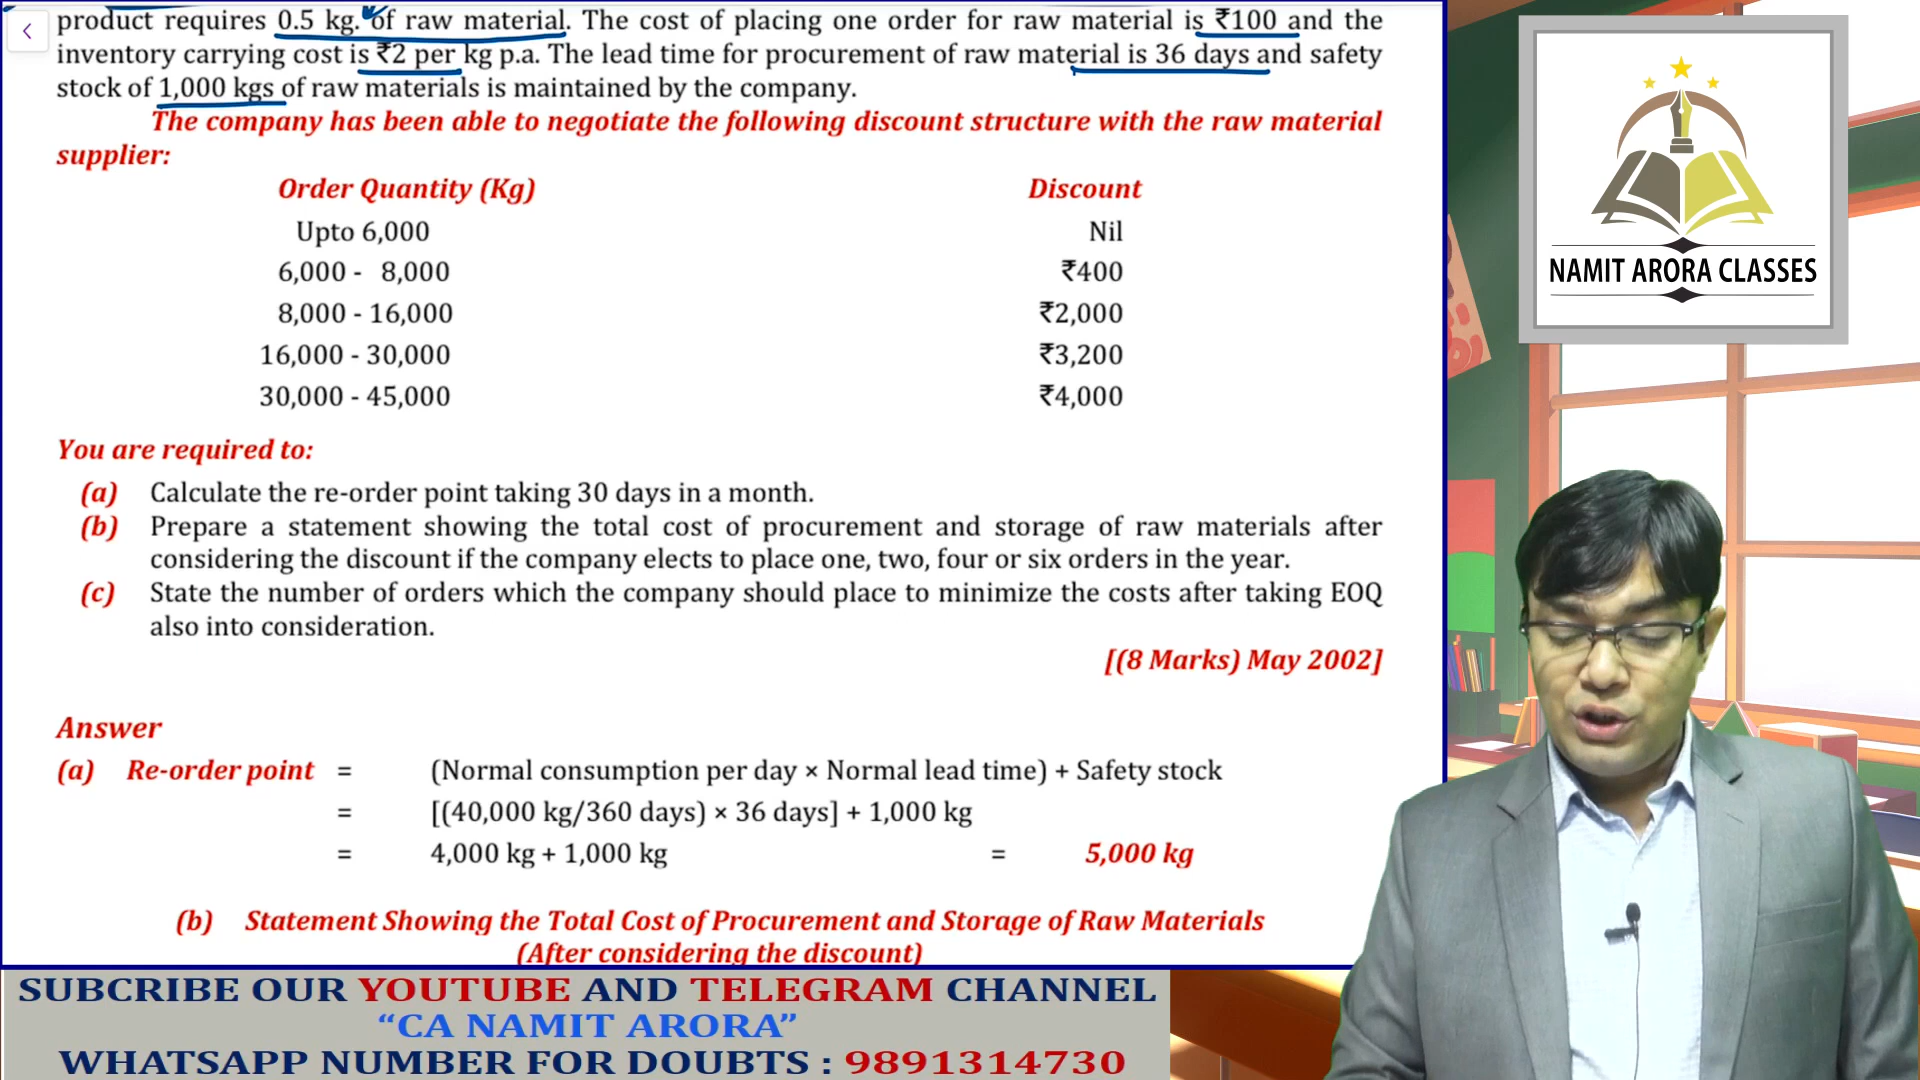 product requires 0.5 kg. of raw material. The cost of placing one order for raw material is ₹100 and the
inventory carrying cost is ₹2 per kg p.a. The lead time for procurement of raw material is 36 days and safety
stock of 1,000 kgs of raw materials is maintained by the company.
The company has been able to negotiate the following discount structure with the raw material
supplier:
Order Quantity (Kg) Discount
Upto 6,000 Nil
6,000 - 8,000 ₹400
8,000 - 16,000 ₹2,000
16,000 - 30,000 ₹3,200
30,000 - 45,000 ₹4,000
You are required to:
(a) Calculate the re-order point taking 30 days in a month.
(b) Prepare a statement showing the total cost of procurement and storage of raw materials after
considering the discount if the company elects to place one, two, four or six orders in the year.
(c) State the number of orders which the company should place to minimize the costs after taking EOQ
also into consideration.
[(8 Marks) May 2002]
Answer
(a) Re-order point = (Normal consumption per day × Normal lead time) + Safety stock
= [(40,000 kg/360 days) × 36 days] + 1,000 kg
= 4,000 kg + 1,000 kg = 5,000 kg
(b) Statement Showing the Total Cost of Procurement and Storage of Raw Materials
(After considering the discount)
NAMIT ARORA CLASSES
SUBCRIBE OUR YOUTUBE AND TELEGRAM CHANNEL
“CA NAMIT ARORA”
WHATSAPP NUMBER FOR DOUBTS : 9891314730